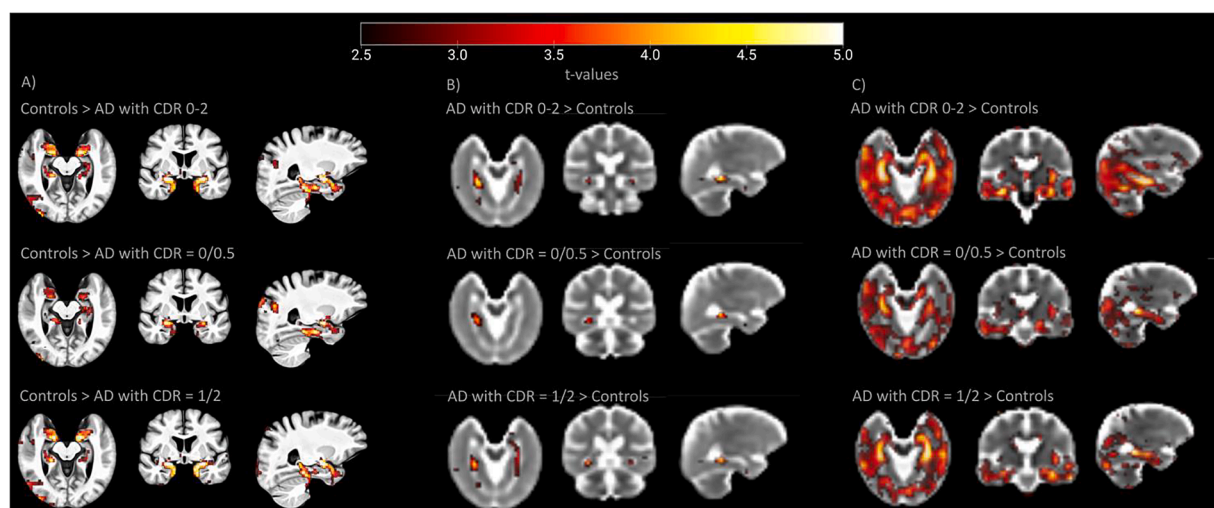 2.5 3.0 3.5 4.0 4.5 5.0
t-values
A)
Controls > AD with CDR 0-2
Controls > AD with CDR = 0/0.5
Controls > AD with CDR = 1/2
B)
AD with CDR 0-2 > Controls
AD with CDR = 0/0.5 > Controls
AD with CDR = 1/2 > Controls
C)
AD with CDR 0-2 > Controls
AD with CDR = 0/0.5 > Controls
AD with CDR = 1/2 > Controls